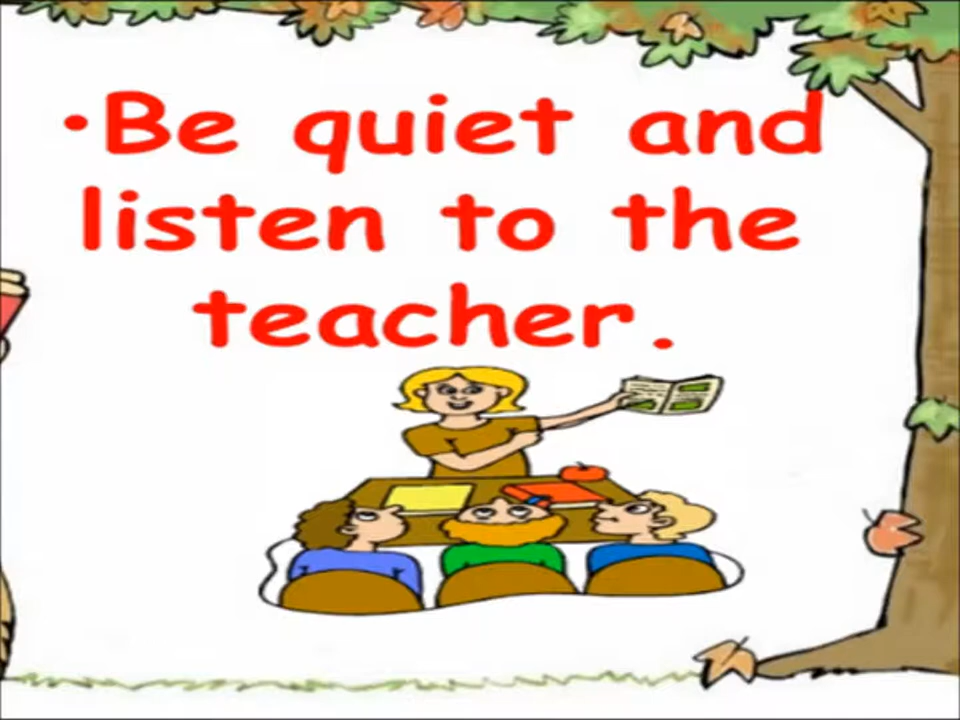 •Be quiet and
listen to the
teacher.